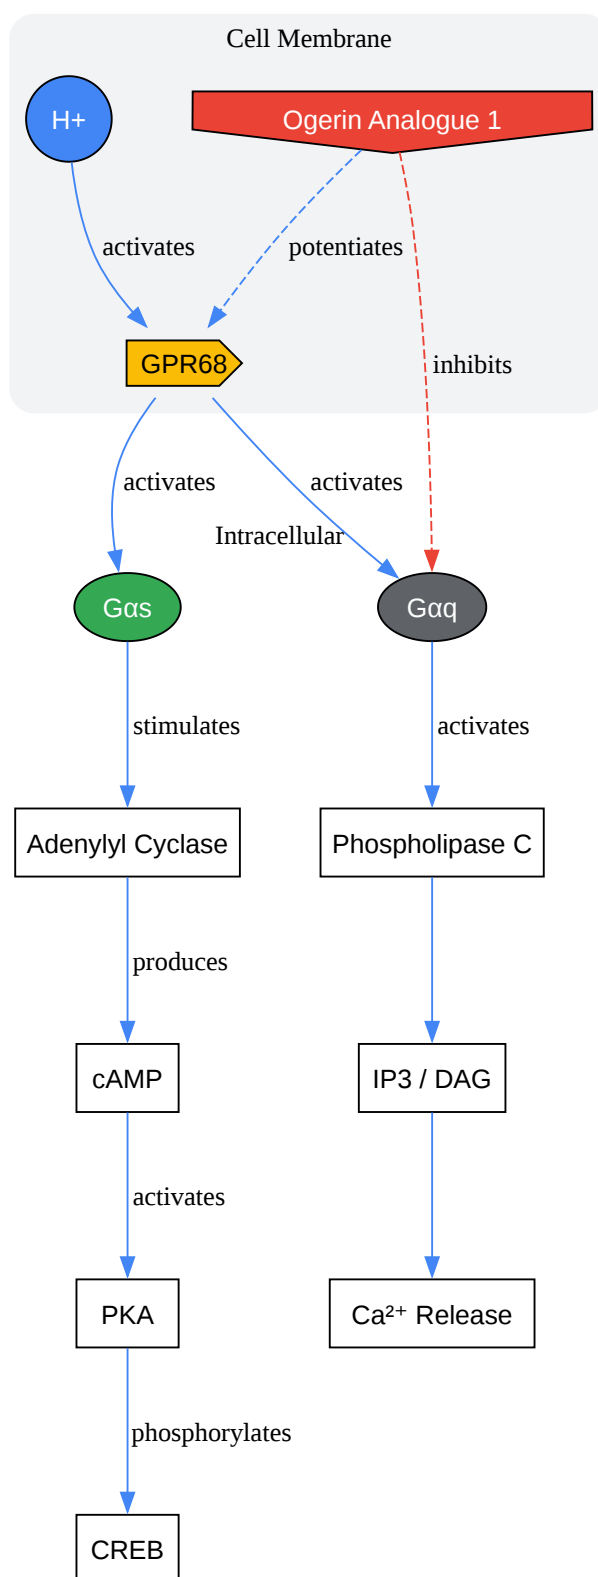 Cell Membrane
H+
Ogerin Analogue 1
activates
potentiates
GPR68
inhibits
activates
activates
Intracellular
Gαs
Gαq
stimulates
activates
Adenylyl Cyclase
Phospholipase C
produces
cAMP
IP3 / DAG
activates
PKA
Ca²⁺ Release
phosphorylates
CREB